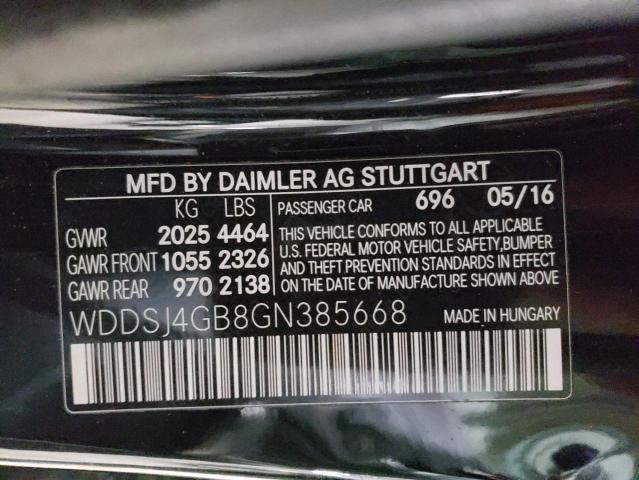 MFD BY DAIMLER AG STUTTGART
KG LBS
GVWR 2025 4464
GAWR FRONT 1055 2326
GAWR REAR 970 2138
PASSENGER CAR 696 05/16
THIS VEHICLE CONFORMS TO ALL APPLICABLE
U.S. FEDERAL MOTOR VEHICLE SAFETY,BUMPER
AND THEFT PREVENTION STANDARDS IN EFFECT
ON THE DATE OF MANUFACTURE SHOWN ABOVE.
WDDSJ4GB8GN385668 MADE IN HUNGARY